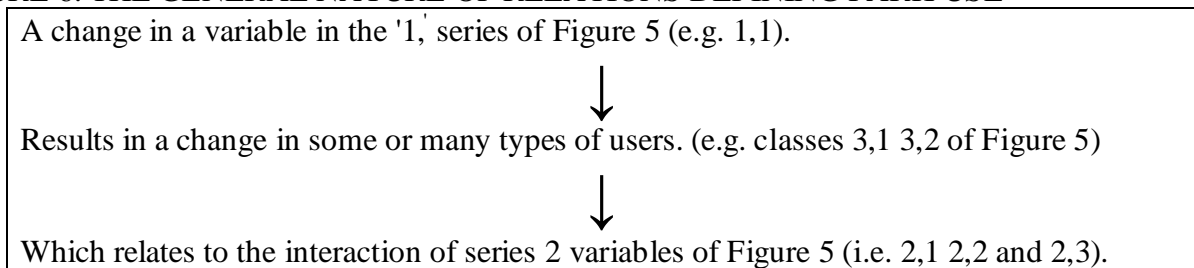 A change in a variable in the '1,' series of Figure 5 (e.g. 1,1).
Results in a change in some or many types of users. (e.g. classes 3,1 3,2 of Figure 5)
Which relates to the interaction of series 2 variables of Figure 5 (i.e. 2,1 2,2 and 2,3).